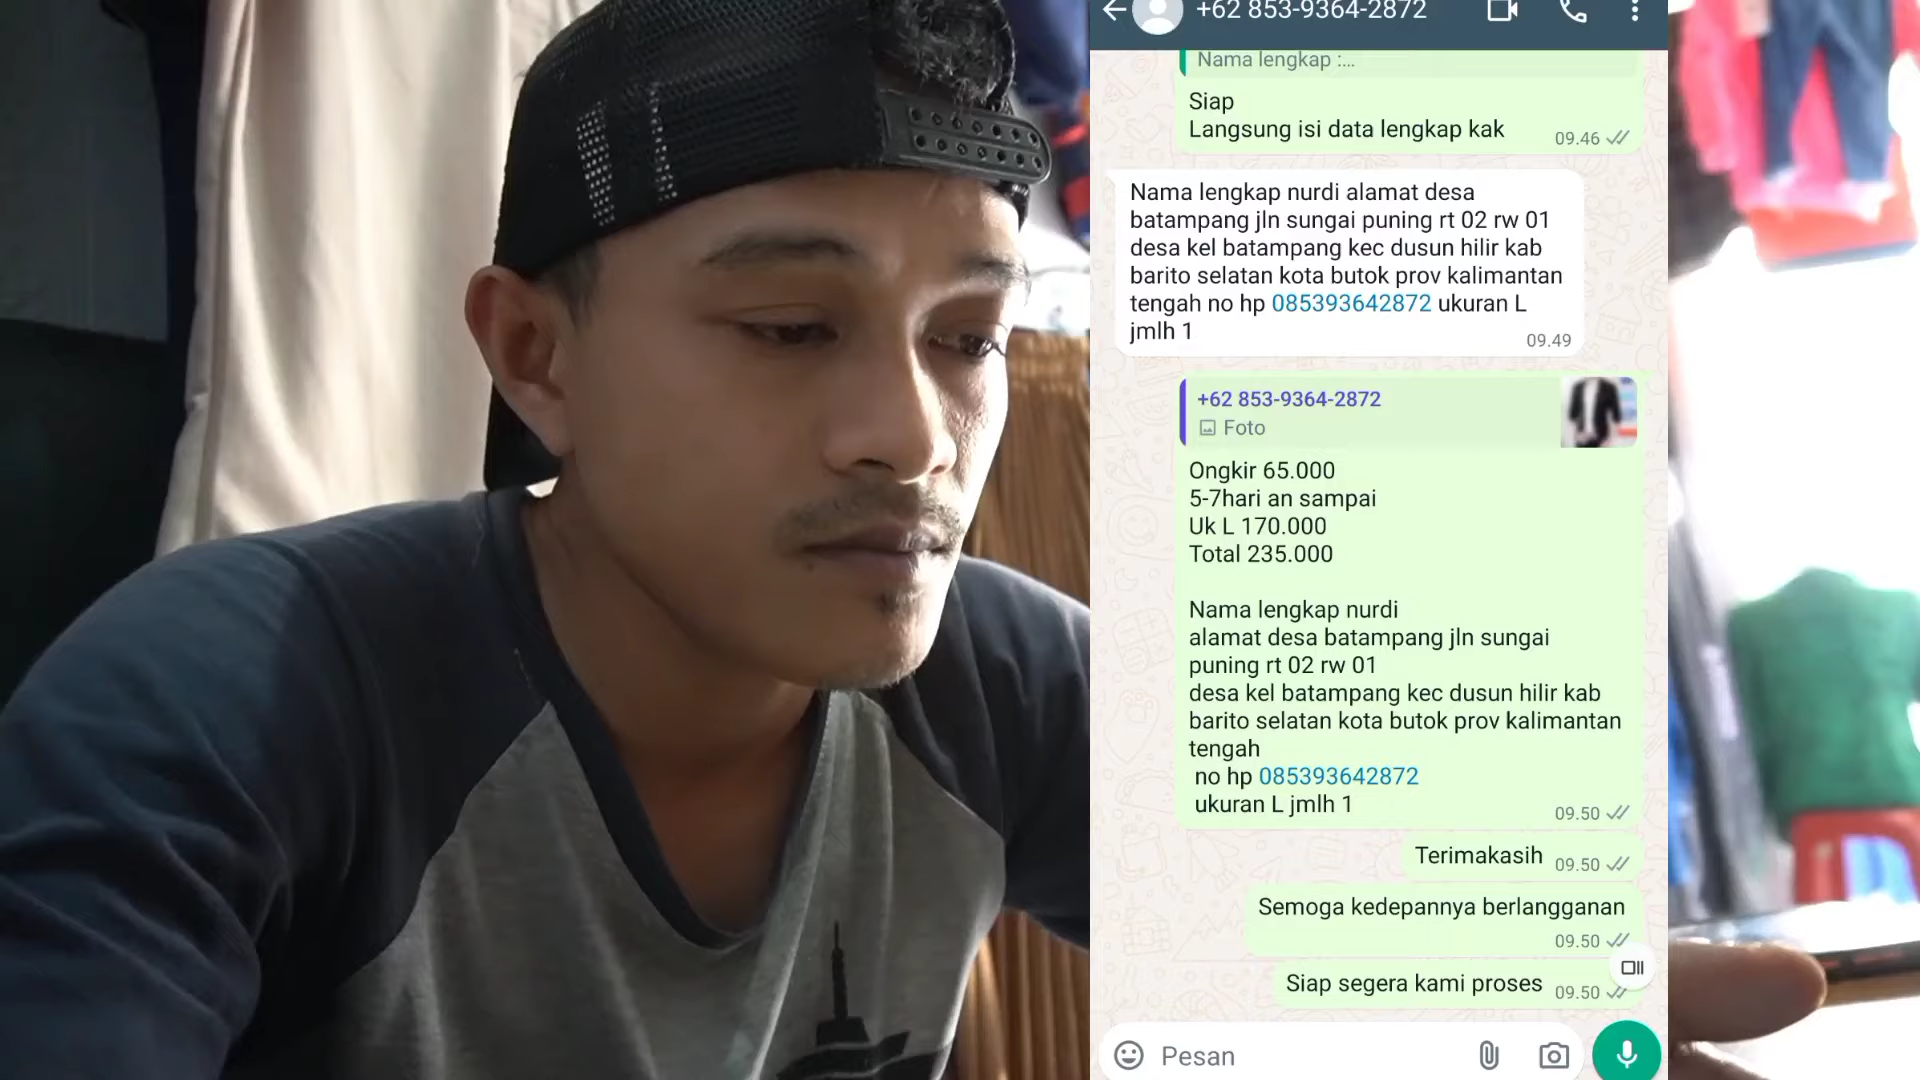 +62 853-9364-2872
Nama lengkap :...
Siap
Langsung isi data lengkap kak
09.46
Nama lengkap nurdi alamat desa
batampang jln sungai puning rt 02 rw 01
desa kel batampang kec dusun hilir kab
barito selatan kota butok prov kalimantan
tengah no hp 085393642872 ukuran L
jmlh 1
09.49
+62 853-9364-2872
Foto
Ongkir 65.000
5-7hari an sampai
Uk L 170.000
Total 235.000
Nama lengkap nurdi
alamat desa batampang jln sungai
puning rt 02 rw 01
desa kel batampang kec dusun hilir kab
barito selatan kota butok prov kalimantan
tengah
no hp 085393642872
ukuran L jmlh 1
09.50
Terimakasih 09.50
Semoga kedepannya berlangganan
09.50
Siap segera kami proses 09.50
Pesan